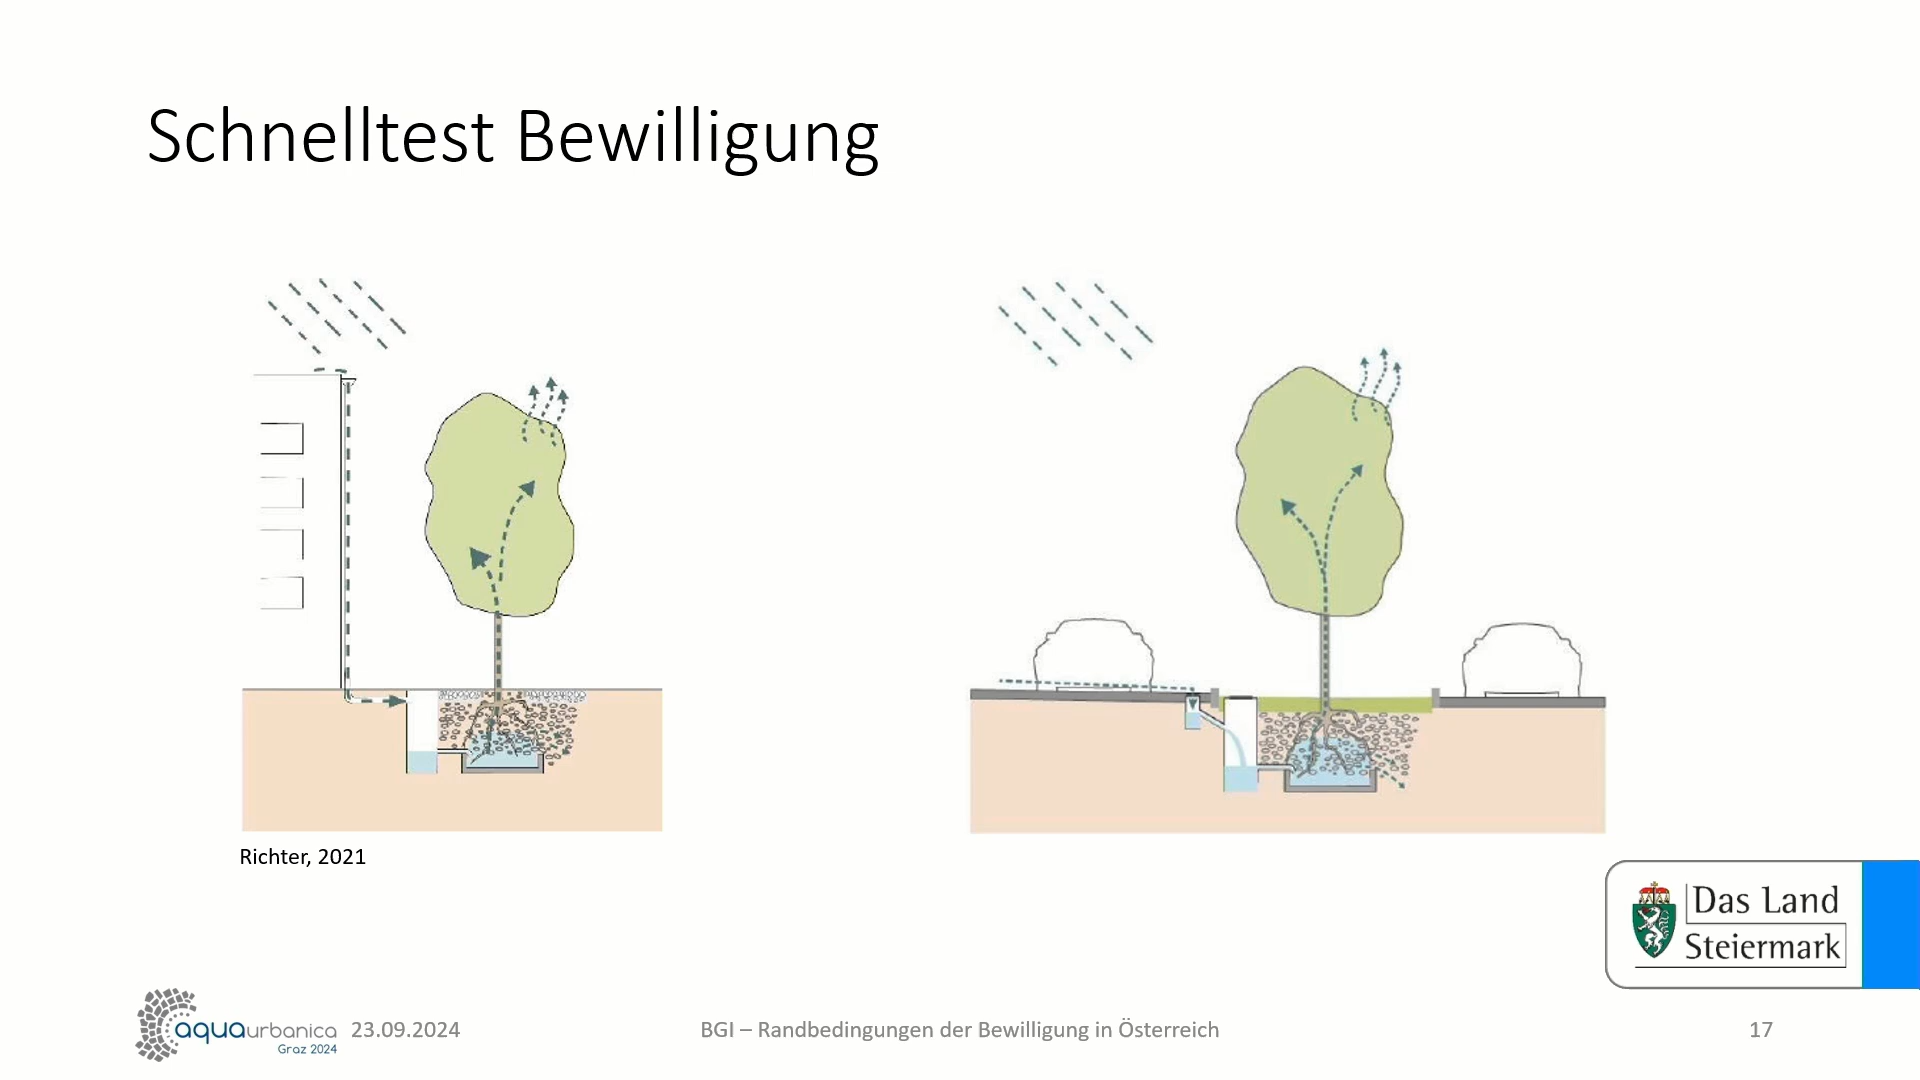 Schnelltest Bewilligung
Richter, 2021
Das Land
Steiermark
aquaurbanica
Graz 2024
23.09.2024
BGI – Randbedingungen der Bewilligung in Österreich
17